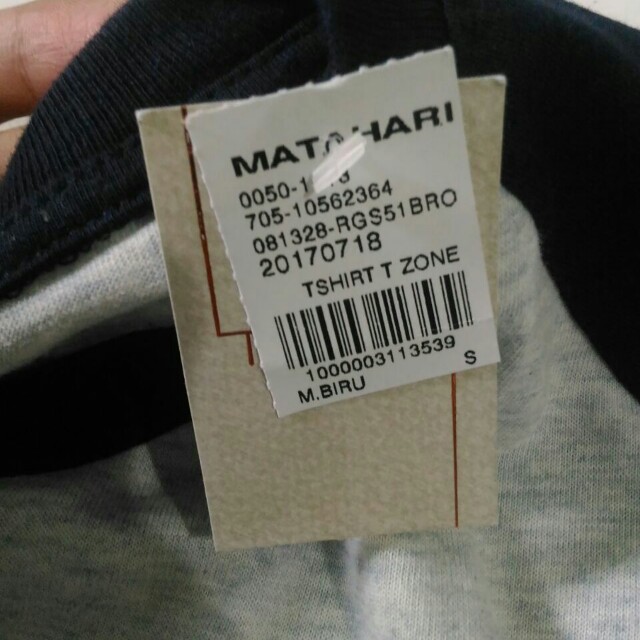 MATAHARI
705-10562364
081328-RGS51BRO
20170718
TSHIRT T ZONE
1000003113539
S
M.BIRU